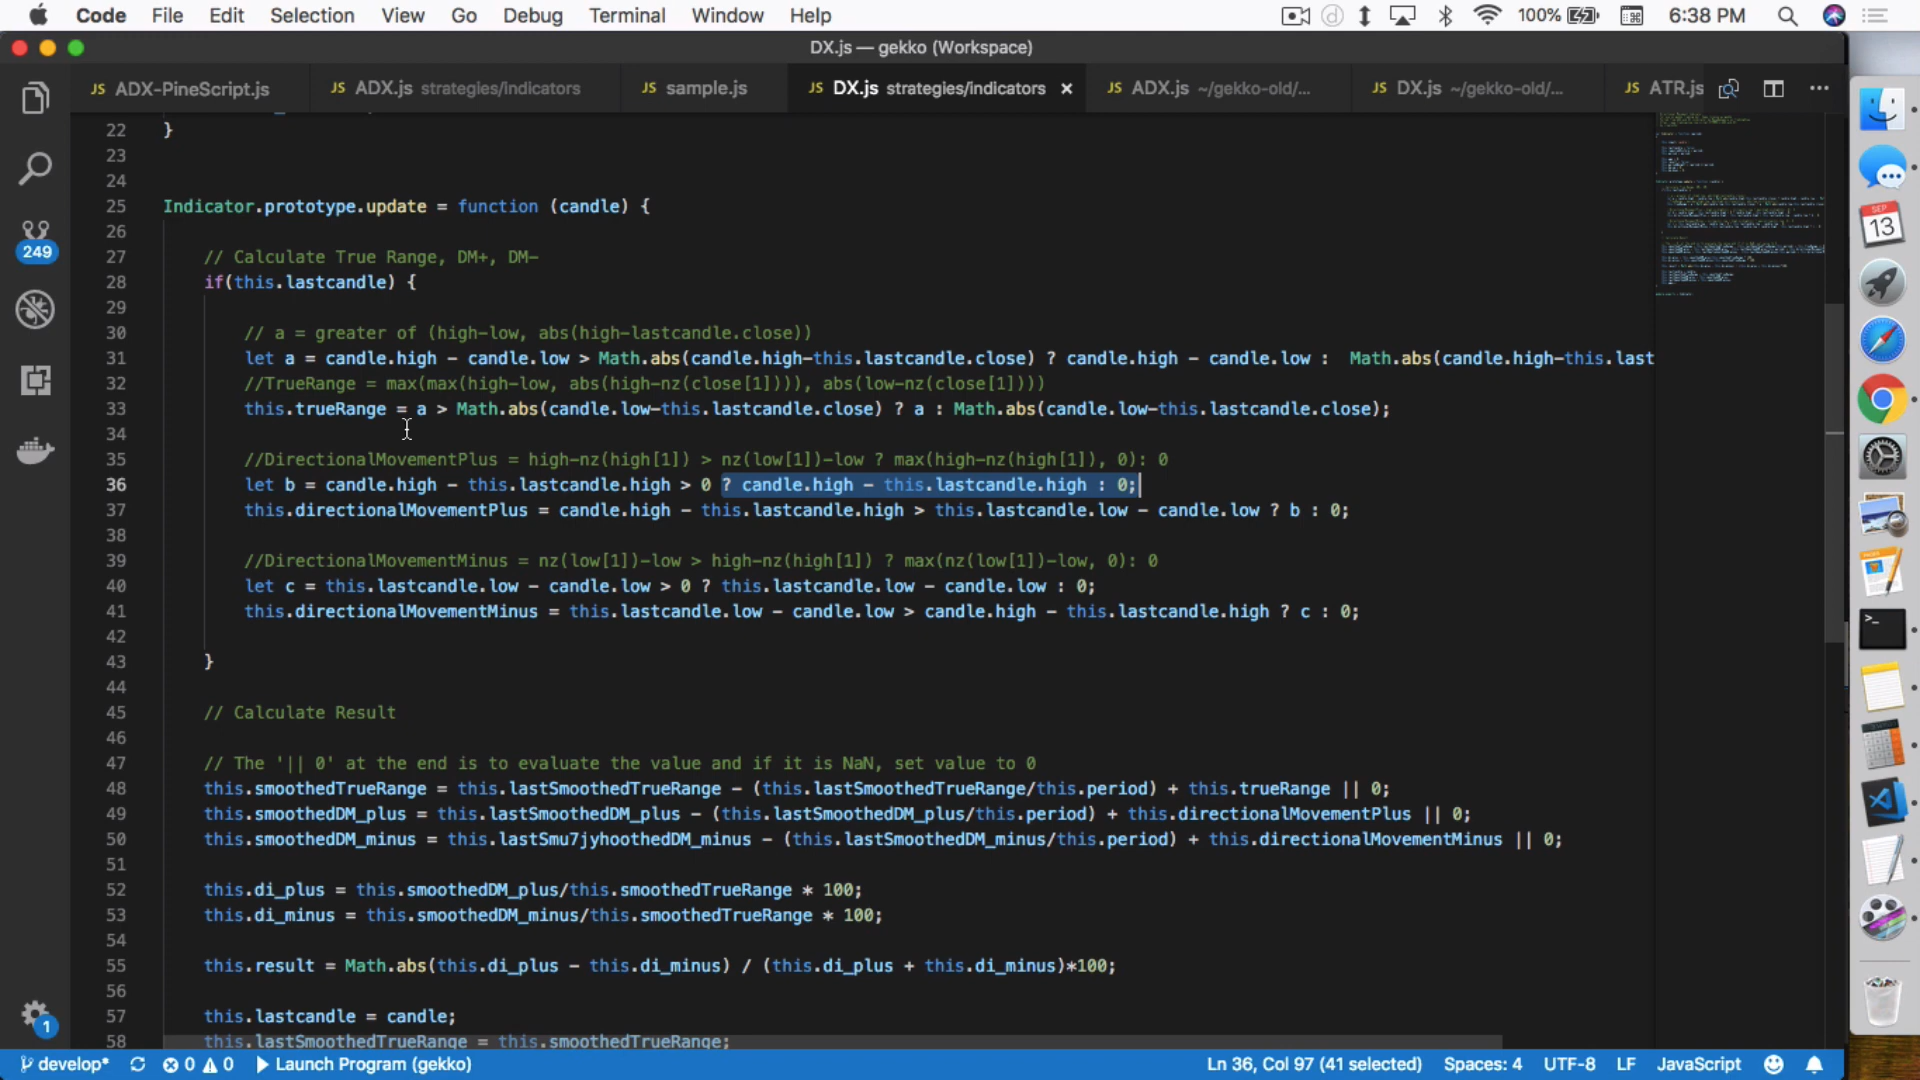 Code File Edit Selection View Go Debug Terminal Window Help 100% 6:38 PM
DX.js — gekko (Workspace)
JS ADX-PineScript.js JS ADX.js strategies/indicators JS sample.js JS DX.js strategies/indicators × JS ADX.js ~/gekko-old/... JS DX.js ~/gekko-old/... JS ATR.js
22 }
23
24
25 Indicator.prototype.update = function (candle) {
26
27 // Calculate True Range, DM+, DM-
28 if(this.lastcandle) {
29
30 // a = greater of (high-low, abs(high-lastcandle.close))
31 let a = candle.high - candle.low > Math.abs(candle.high-this.lastcandle.close) ? candle.high - candle.low :  Math.abs(candle.high-this.last
32 //TrueRange = max(max(high-low, abs(high-nz(close[1]))), abs(low-nz(close[1])))
33 this.trueRange = a > Math.abs(candle.low-this.lastcandle.close) ? a : Math.abs(candle.low-this.lastcandle.close);
34
35 //DirectionalMovementPlus = high-nz(high[1]) > nz(low[1])-low ? max(high-nz(high[1]), 0): 0
36 let b = candle.high - this.lastcandle.high > 0 ? candle.high - this.lastcandle.high : 0;
37 this.directionalMovementPlus = candle.high - this.lastcandle.high > this.lastcandle.low - candle.low ? b : 0;
38
39 //DirectionalMovementMinus = nz(low[1])-low > high-nz(high[1]) ? max(nz(low[1])-low, 0): 0
40 let c = this.lastcandle.low - candle.low > 0 ? this.lastcandle.low - candle.low : 0;
41 this.directionalMovementMinus = this.lastcandle.low - candle.low > candle.high - this.lastcandle.high ? c : 0;
42
43 }
44
45 // Calculate Result
46
47 // The '|| 0' at the end is to evaluate the value and if it is NaN, set value to 0
48 this.smoothedTrueRange = this.lastSmoothedTrueRange - (this.lastSmoothedTrueRange/this.period) + this.trueRange || 0;
49 this.smoothedDM_plus = this.lastSmoothedDM_plus - (this.lastSmoothedDM_plus/this.period) + this.directionalMovementPlus || 0;
50 this.smoothedDM_minus = this.lastSmu7jyhoothedDM_minus - (this.lastSmoothedDM_minus/this.period) + this.directionalMovementMinus || 0;
51
52 this.di_plus = this.smoothedDM_plus/this.smoothedTrueRange * 100;
53 this.di_minus = this.smoothedDM_minus/this.smoothedTrueRange * 100;
54
55 this.result = Math.abs(this.di_plus - this.di_minus) / (this.di_plus + this.di_minus)*100;
56
57 this.lastcandle = candle;
58 this.lastSmoothedTrueRange = this.smoothedTrueRange;
249
1
SEP
13
PAGES
develop* 0 0 Launch Program (gekko) Ln 36, Col 97 (41 selected) Spaces: 4 UTF-8 LF JavaScript